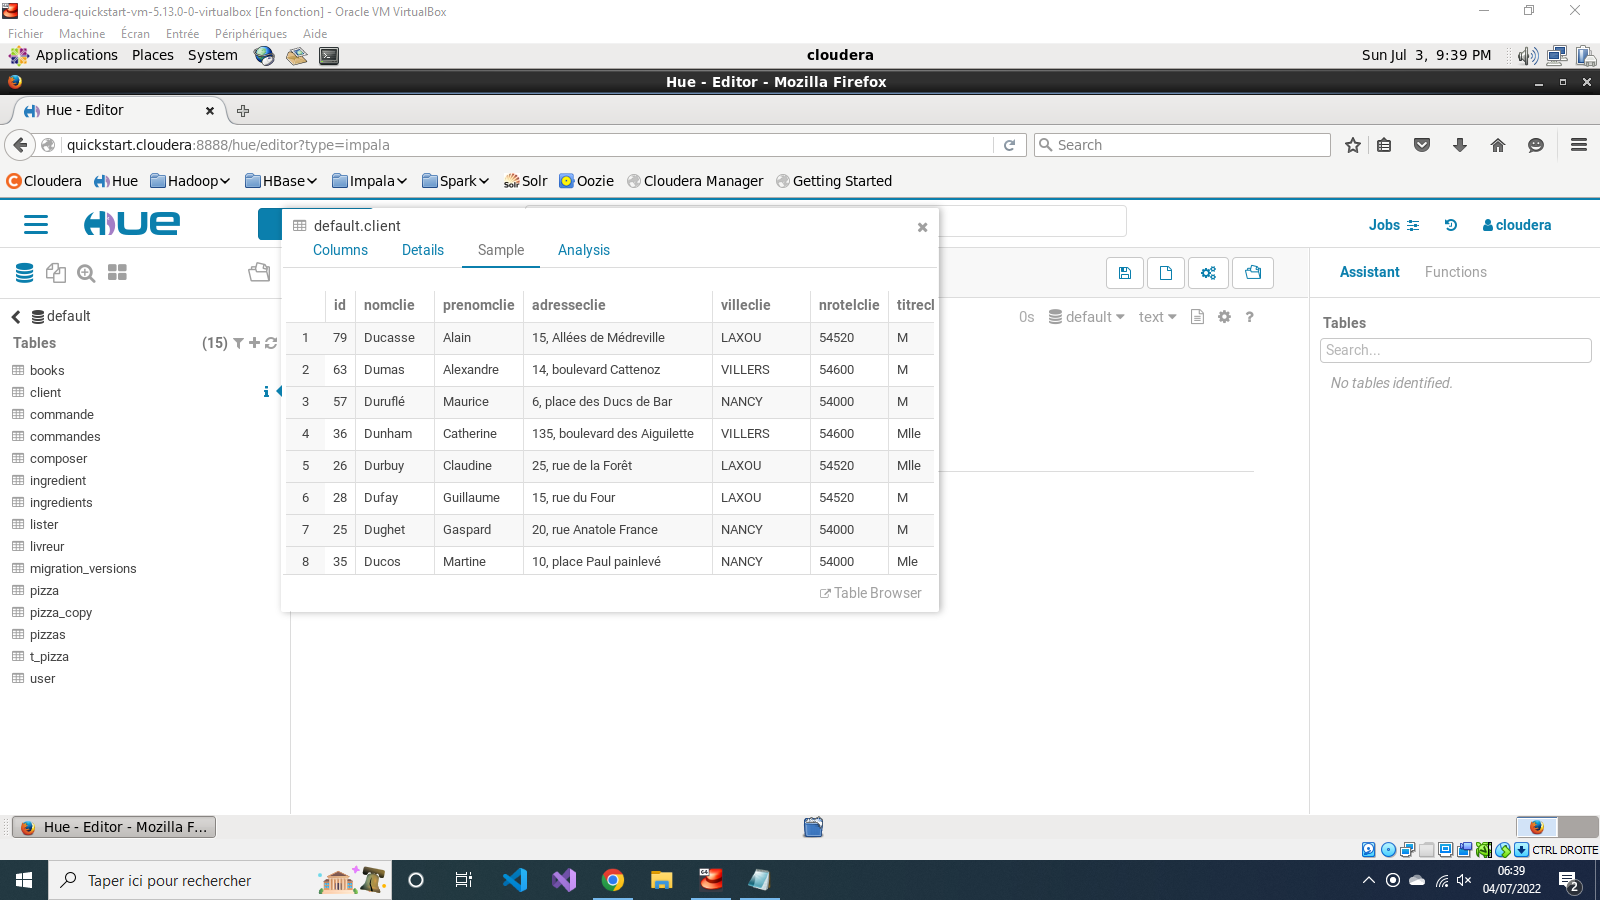 cloudera-quickstart-vm-5.13.0-0-virtualbox [En fonction] - Oracle VM VirtualBox
Fichier Machine Écran Entrée Périphériques Aide
Applications Places System cloudera Sun Jul 3, 9:39 PM
Hue - Editor - Mozilla Firefox
Hue - Editor
quickstart.cloudera:8888/hue/editor?type=impala Search
Cloudera Hue Hadoop HBase Impala Spark Solr Oozie Cloudera Manager Getting Started
HUE Jobs cloudera
default.client
Columns Details Sample Analysis
Assistant Functions
id nomclie prenomclie adresseclie villeclie nrotelclie titrecl
1 79 Ducasse Alain 15, Allées de Médreville LAXOU 54520 M
2 63 Dumas Alexandre 14, boulevard Cattenoz VILLERS 54600 M
3 57 Duruflé Maurice 6, place des Ducs de Bar NANCY 54000 M
4 36 Dunham Catherine 135, boulevard des Aiguilette VILLERS 54600 Mlle
5 26 Durbuy Claudine 25, rue de la Forêt LAXOU 54520 Mlle
6 28 Dufay Guillaume 15, rue du Four LAXOU 54520 M
7 25 Dughet Gaspard 20, rue Anatole France NANCY 54000 M
8 35 Ducos Martine 10, place Paul painlevé NANCY 54000 Mle
Table Browser
default
Tables (15)
books
client
commande
commandes
composer
ingredient
ingredients
lister
livreur
migration_versions
pizza
pizza_copy
pizzas
t_pizza
user
0s default text ?
Tables
Search...
No tables identified.
Hue - Editor - Mozilla F...
CTRL DROITE
Taper ici pour rechercher
06:39
04/07/2022
2